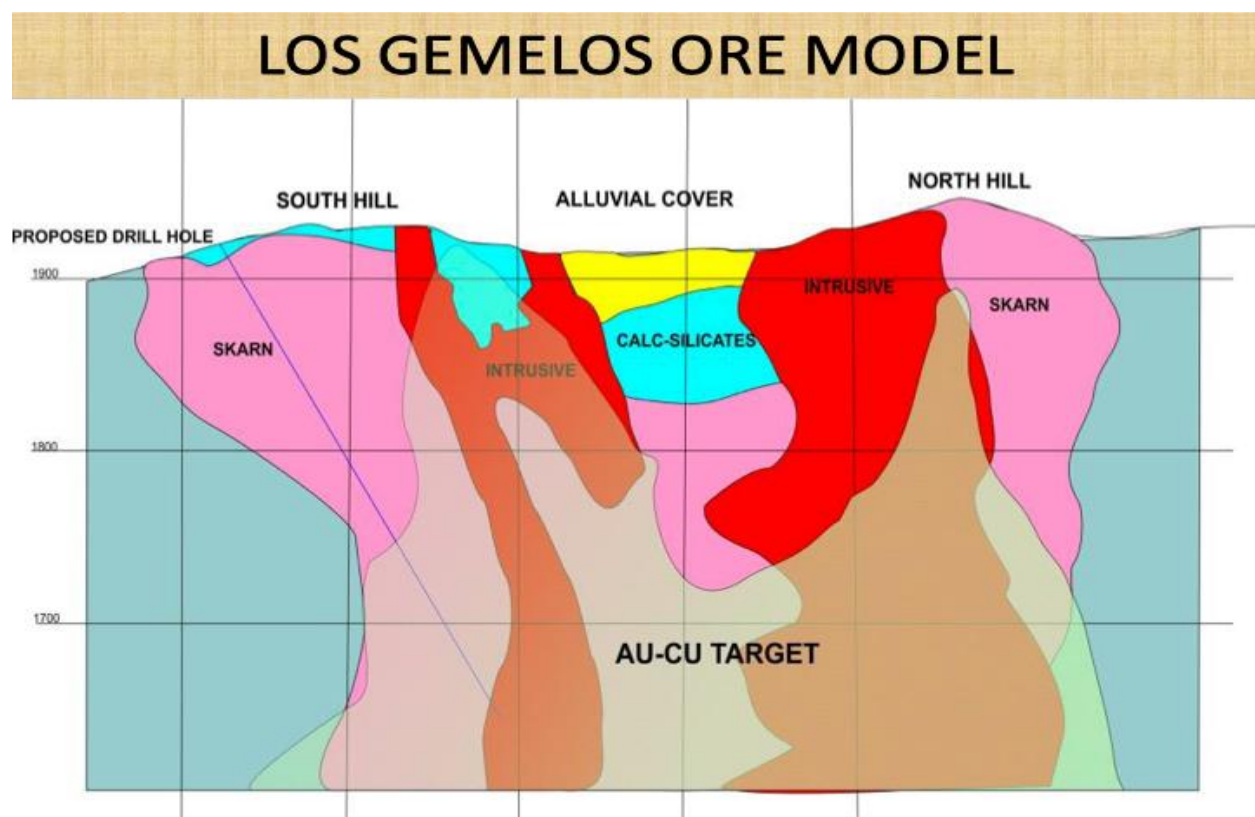 LOS GEMELOS ORE MODEL
NORTH HILL
SOUTH HILL
ALLUVIAL COVER
PROPOSED DRILL HOLE
1900
INTRUSIVE
SKARN
CALC-SILICATES
SKARN
INTRUSIVE
1800
1700
AU-CU TARGET